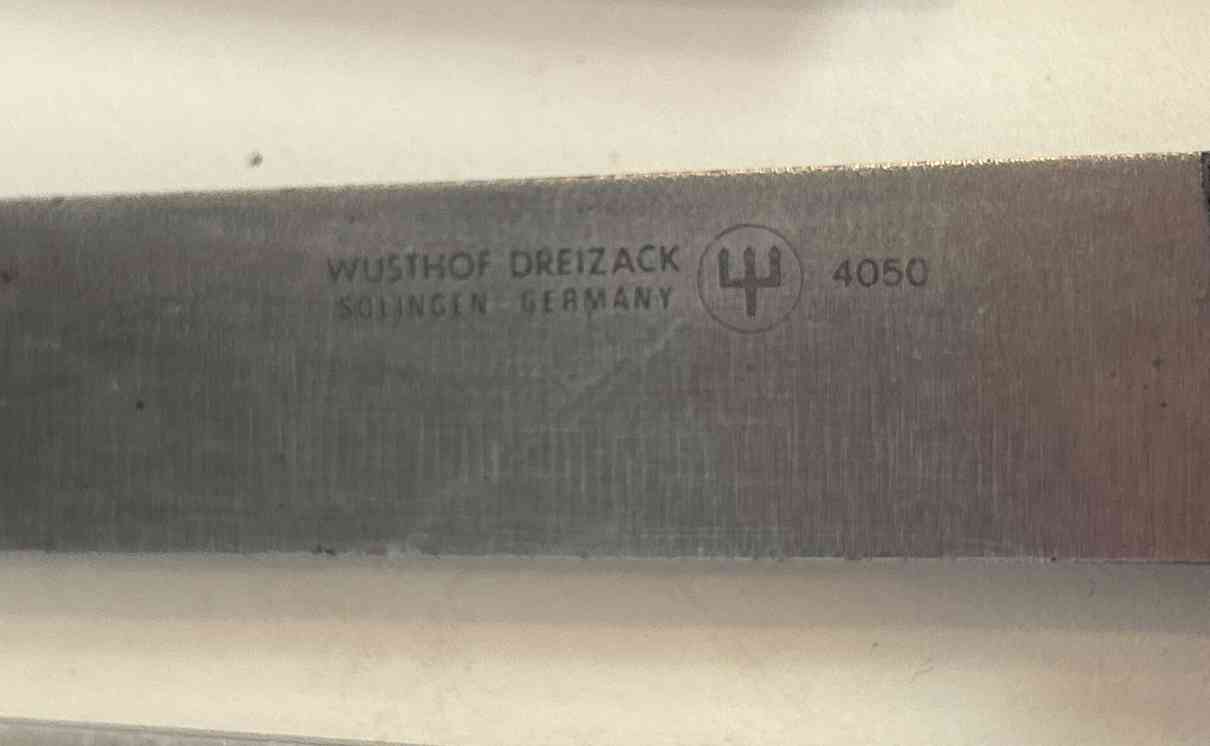 WUSTHOF DREIZACK 4050
SOLINGEN GERMANY